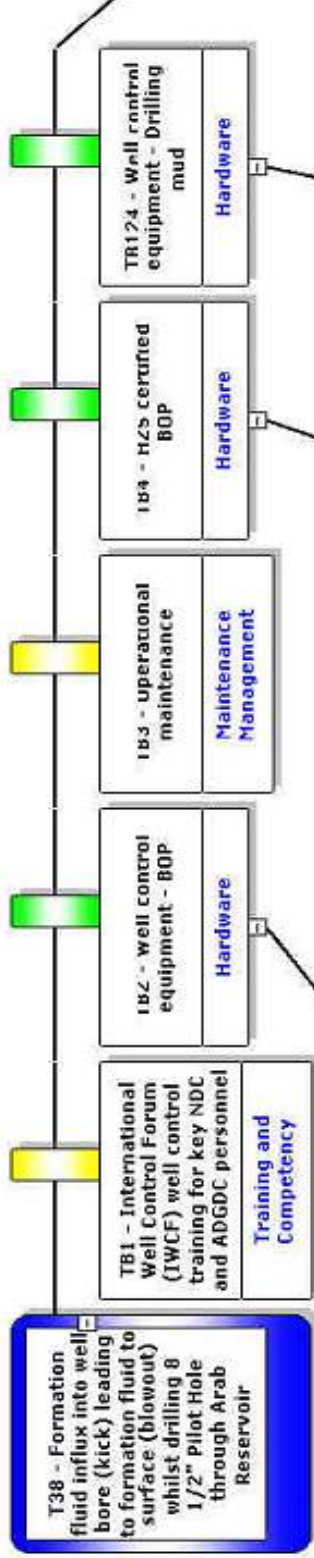 T38 - Formation
fluid influx into well
bore (kick) leading
to formation fluid to
surface (blowout)
whilst drilling 8
1/2" Pilot Hole
through Arab
Reservoir
TB1 - International
Well Control Forum
(IWCF) well control
training for key NDC
and ADGDC personnel
Training and
Competency
TB2 - Well control
equipment - BOP
Hardware
TB3 - Operational
maintenance
Maintenance
Management
TB4 - H2S certified
BOP
Hardware
TR124 - Well control
equipment - Drilling
mud
Hardware